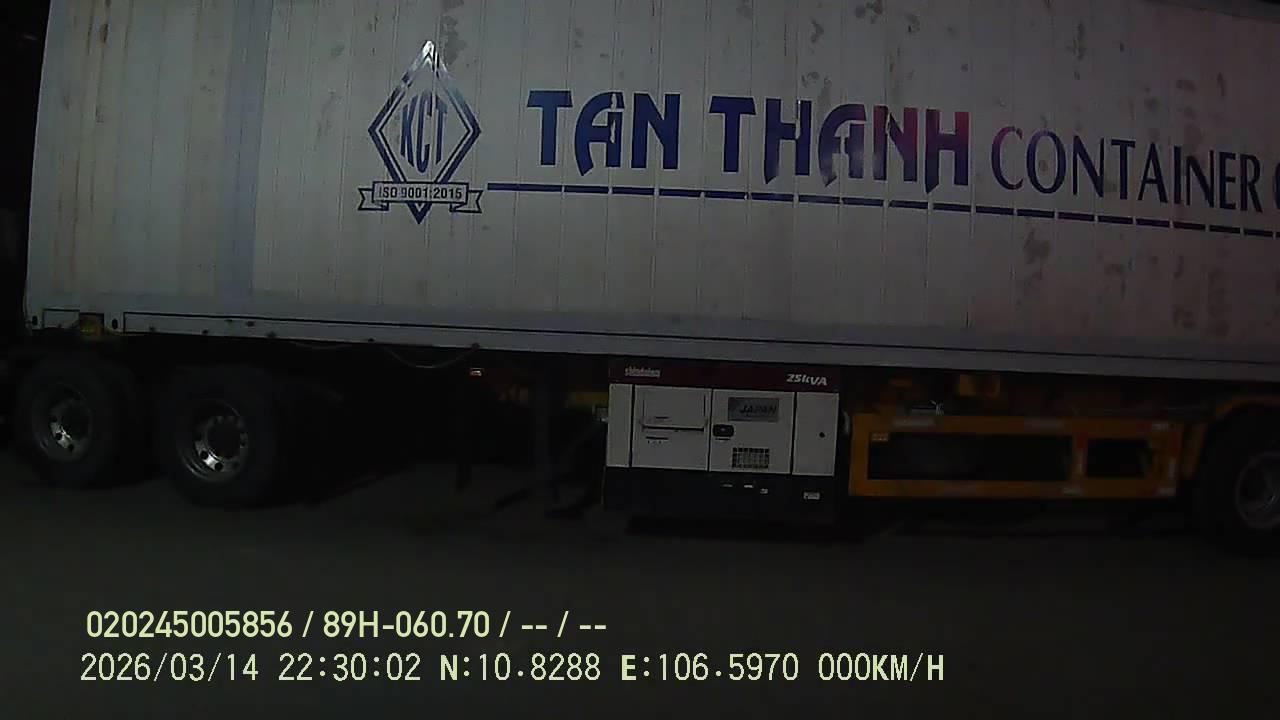 KCT
ISO 9001:2015
TAN THANH CONTAINER
25kVA
JAPAN
020245005856 / 89H-060.70 / -- / --
2026/03/14 22:30:02 N:10.8288 E:106.5970 000KM/H